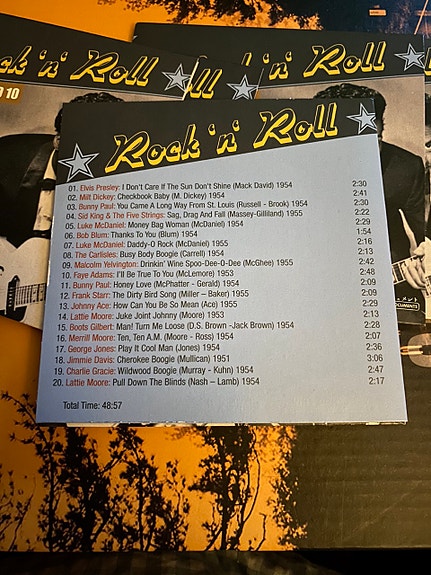 ck 'n' Roll
'n' Roll
10
Rock 'n' Roll
01. Elvis Presley: I Don't Care If The Sun Don't Shine (Mack David) 1954 2:30
02. Milt Dickey: Checkbook Baby (M. Dickey) 1954 2:41
03. Bunny Paul: You Came A Long Way From St. Louis (Russell - Brook) 1954 2:30
04. Sid King & The Five Strings: Sag, Drag And Fall (Massey-Gilliland) 1955 2:22
05. Luke McDaniel: Money Bag Woman (McDaniel) 1954 2:29
06. Bob Blum: Thanks To You (Blum) 1954 1:54
07. Luke McDaniel: Daddy-O Rock (McDaniel) 1955 2:16
08. The Carlisles: Busy Body Boogie (Carrell) 1954 2:13
09. Malcolm Yelvington: Drinkin' Wine Spoo-Dee-O-Dee (McGhee) 1955 2:42
10. Faye Adams: I'll Be True To You (McLemore) 1953 2:48
11. Bunny Paul: Honey Love (McPhatter - Gerald) 1954 2:09
12. Frank Starr: The Dirty Bird Song (Miller – Baker) 1955 2:09
13. Johnny Ace: How Can You Be So Mean (Ace) 1955 2:29
14. Lattie Moore: Juke Joint Johnny (Moore) 1953 2:13
15. Boots Gilbert: Man! Turn Me Loose (D.S. Brown -Jack Brown) 1954 2:28
16. Merrill Moore: Ten, Ten A.M. (Moore - Ross) 1954 2:07
17. George Jones: Play It Cool Man (Jones) 1954 2:36
18. Jimmie Davis: Cherokee Boogie (Mullican) 1951 3:06
19. Charlie Gracie: Wildwood Boogie (Murray - Kuhn) 1954 2:47
20. Lattie Moore: Pull Down The Blinds (Nash – Lamb) 1954 2:17
Total Time: 48:57